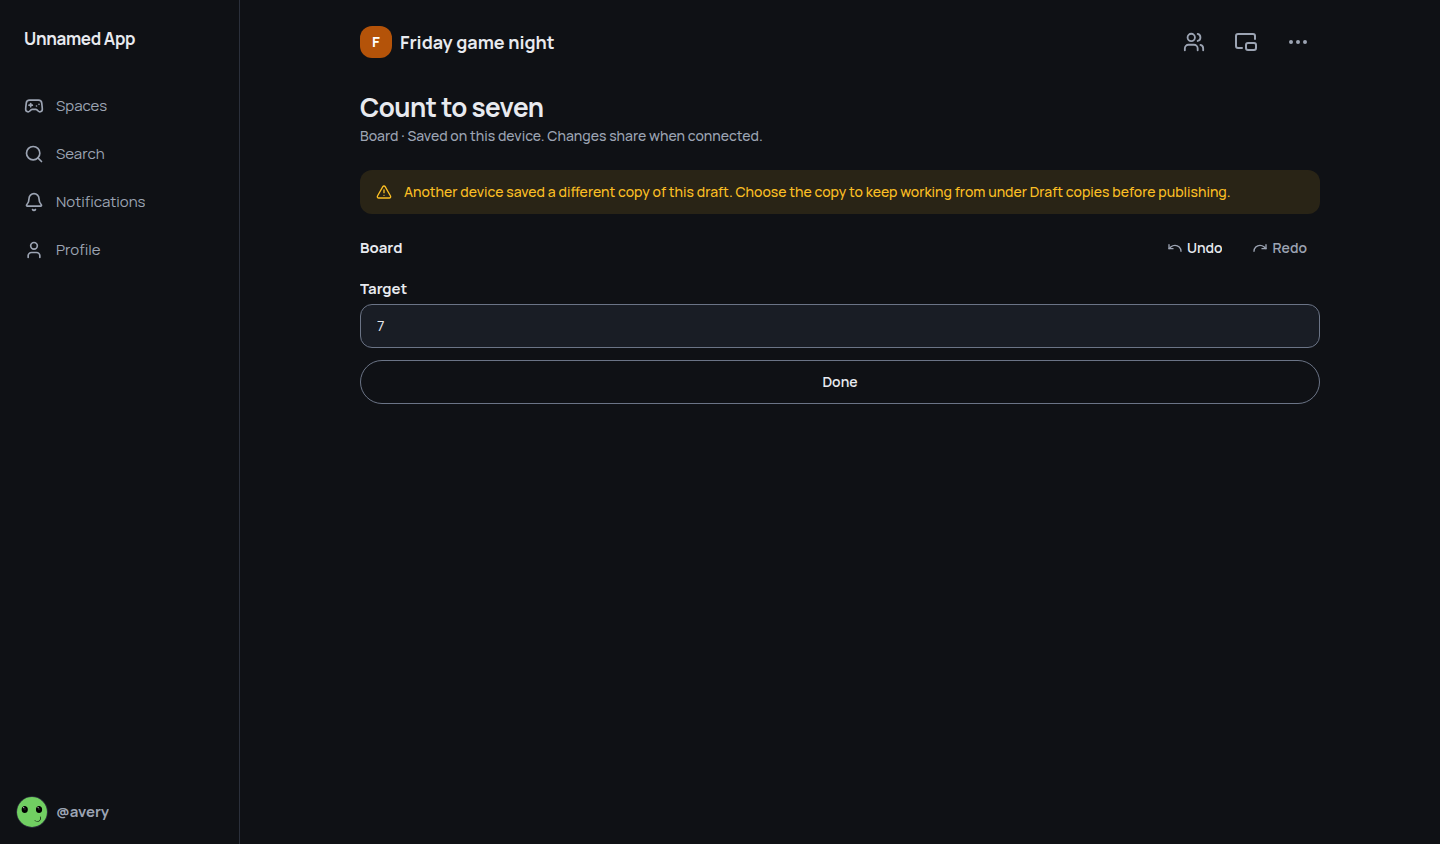 Unnamed App
Spaces
Search
Notifications
Profile
@avery
F Friday game night
Count to seven
Board · Saved on this device. Changes share when connected.
Another device saved a different copy of this draft. Choose the copy to keep working from under Draft copies before publishing.
Board
Undo
Redo
Target
7
Done